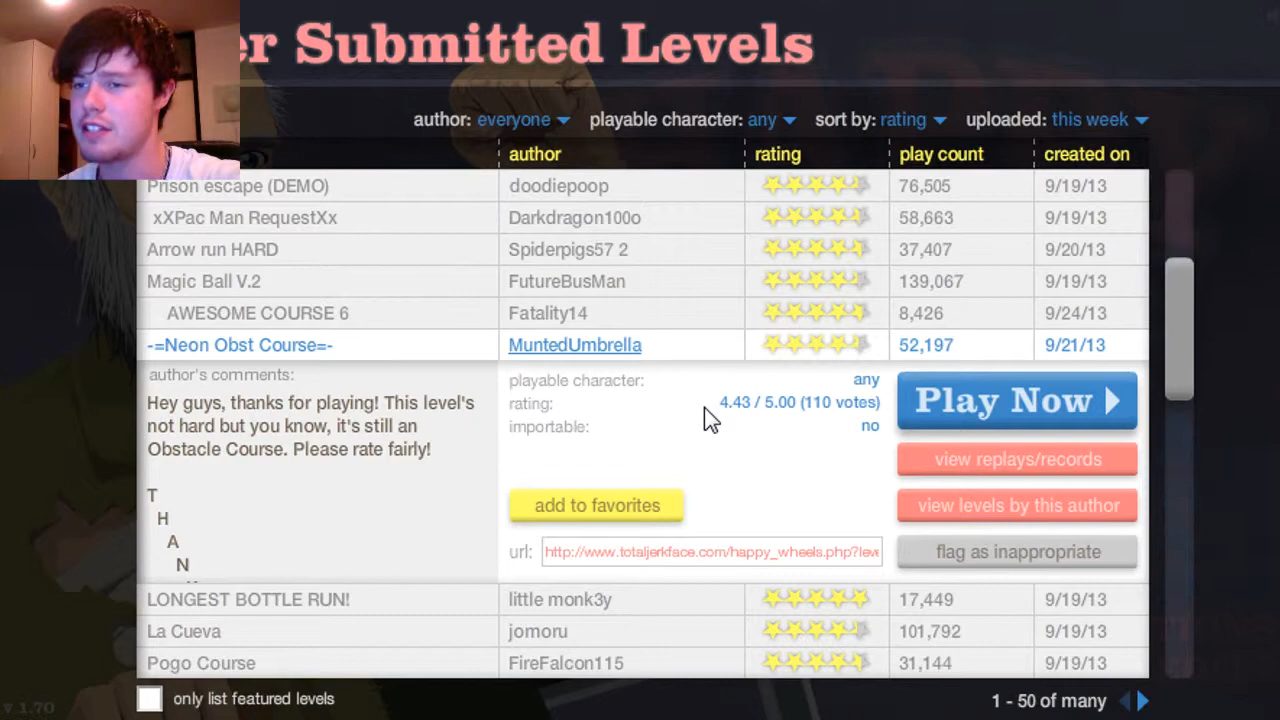 er Submitted Levels
author: everyone playable character: any sort by: rating uploaded: this week
author rating play count created on
Prison escape (DEMO) doodiepoop 76,505 9/19/13
xXPac Man RequestXx Darkdragon100o 58,663 9/19/13
Arrow run HARD Spiderpigs57 2 37,407 9/20/13
Magic Ball V.2 FutureBusMan 139,067 9/19/13
AWESOME COURSE 6 Fatality14 8,426 9/24/13
-=Neon Obst Course=- MuntedUmbrella 52,197 9/21/13
author's comments:
Hey guys, thanks for playing! This level's
not hard but you know, it's still an
Obstacle Course. Please rate fairly!
T
H
A
N
playable character: any
rating: 4.43 / 5.00 (110 votes)
importable: no
add to favorites
url: http://www.totaljerkface.com/happy_wheels.php?leve
Play Now
view replays/records
view levels by this author
flag as inappropriate
LONGEST BOTTLE RUN! little monk3y 17,449 9/19/13
La Cueva jomoru 101,792 9/19/13
Pogo Course FireFalcon115 31,144 9/19/13
v 1.70
only list featured levels
1 - 50 of many